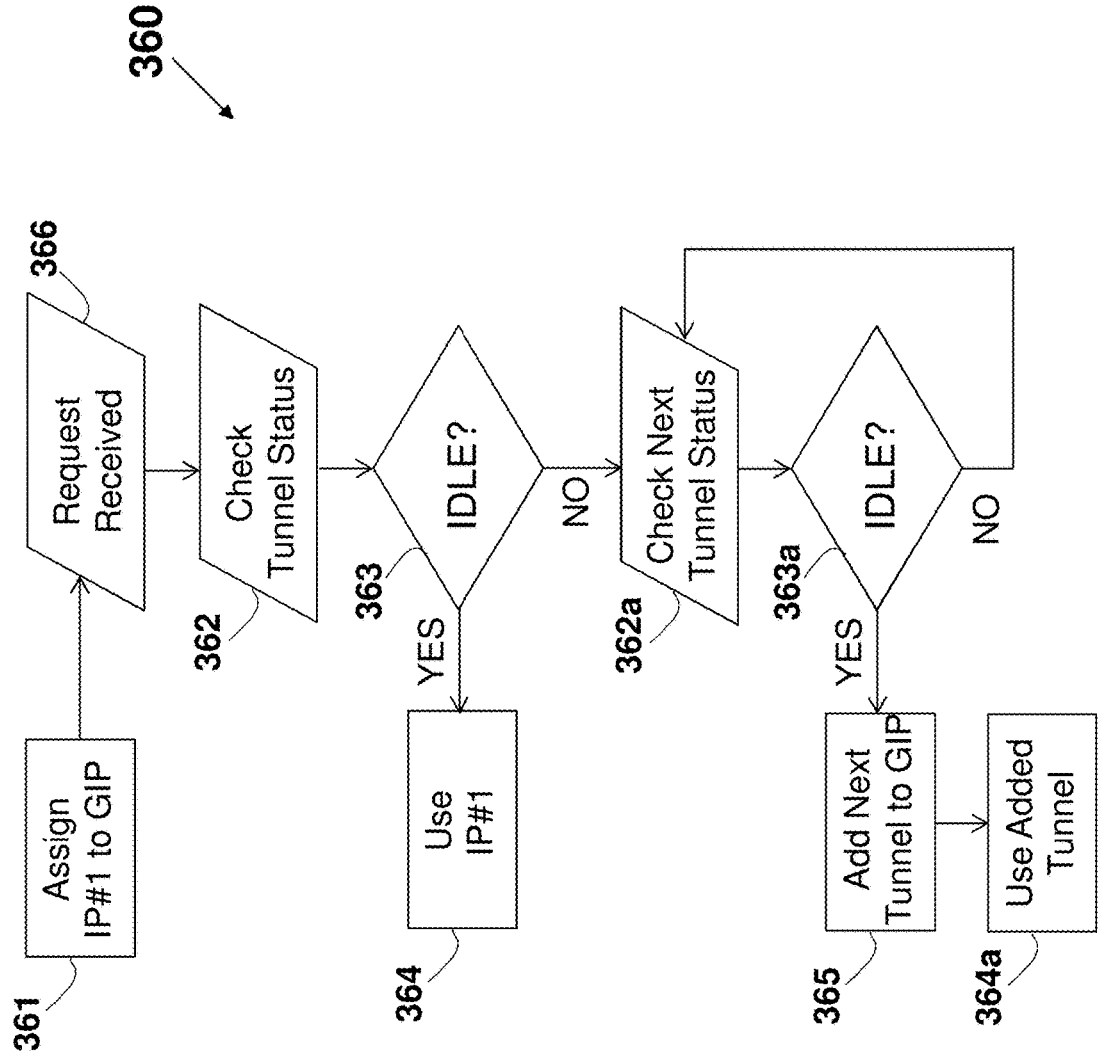 360
361
Assign
IP#1 to GIP
366
Request
Received
362
Check
Tunnel Status
363
IDLE?
YES
NO
364
Use
IP#1
362a
Check Next
Tunnel Status
363a
IDLE?
YES
NO
365
Add Next
Tunnel to GIP
364a
Use Added
Tunnel